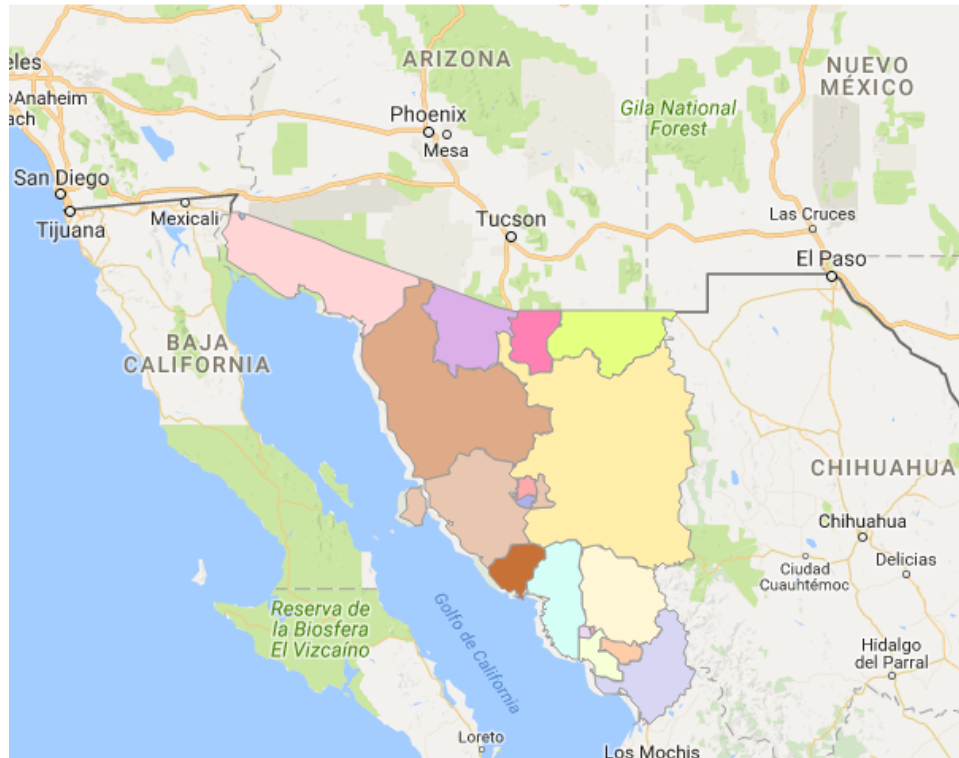 eles
Anaheim
ach
San Diego
Tijuana
Mexicali
ARIZONA
Phoenix
Mesa
Tucson
Gila National
Forest
NUEVO
MÉXICO
Las Cruces
El Paso
BAJA
CALIFORNIA
CHIHUAHUA
Chihuahua
Delicias
Ciudad
Cuauhtémoc
Hidalgo
del Parral
Reserva de
la Biosfera
El Vizcaíno
Golfo de California
Loreto
Los Mochis